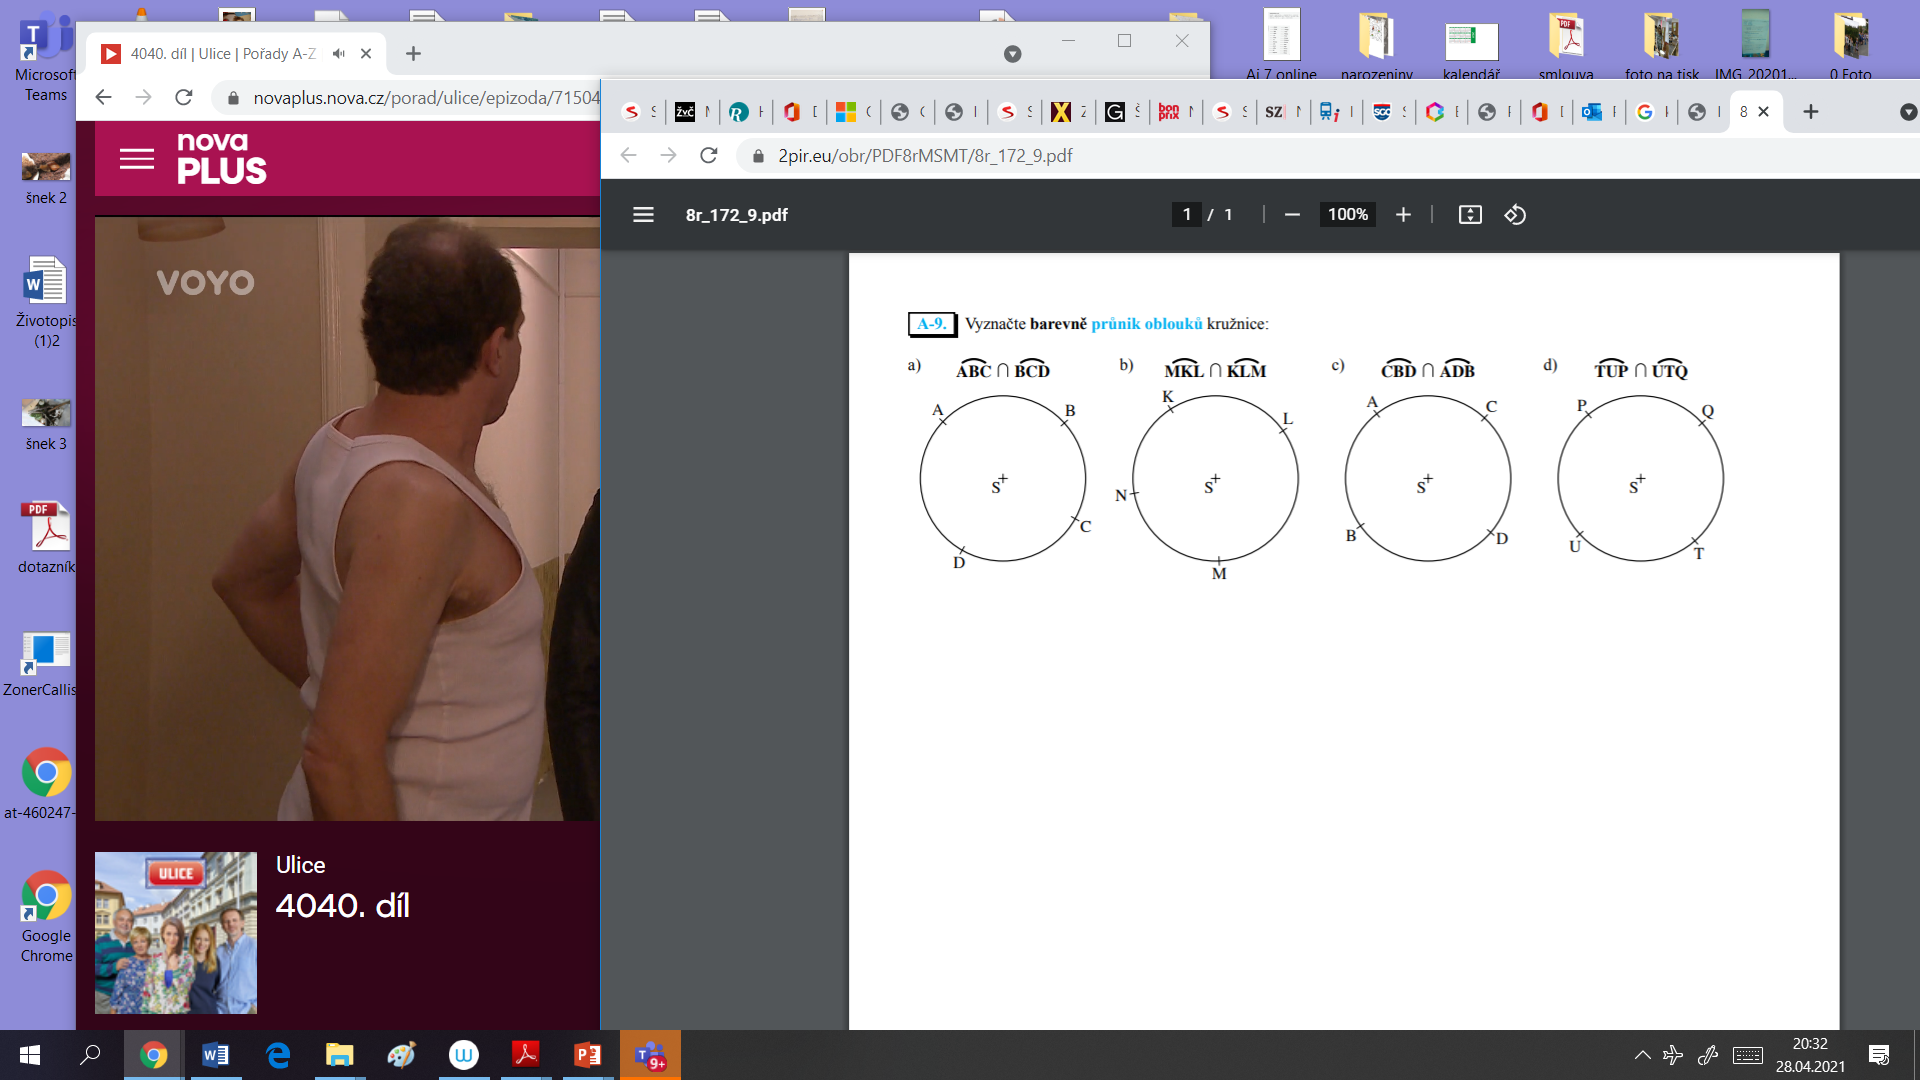 Microsoft
Teams
šnek 2
Životopis
(1)2
šnek 3
PDF
dotazník
ZonerCallis
at-460247-
Google
Chrome
4040. díl | Ulice | Pořady A-Z
novaplus.nova.cz/porad/ulice/epizoda/71504
nova
PLUS
VOYO
ULICE
Ulice
4040. díl
Aj 7 online
narozeniny
kalendář
smlouva
foto na tisk
IMG_20201...
0 Foto
8
2pir.eu/obr/PDF8rMSMT/8r_172_9.pdf
8r_172_9.pdf
1 / 1
100%
A-9. Vyznačte barevně průnik oblouků kružnice:
a) ABC ∩ BCD
b) MKL ∩ KLM
c) CBD ∩ ADB
d) TUP ∩ UTQ
A B S C D
K L N S M
A C S B D
P Q S U T
9+
20:32
28.04.2021